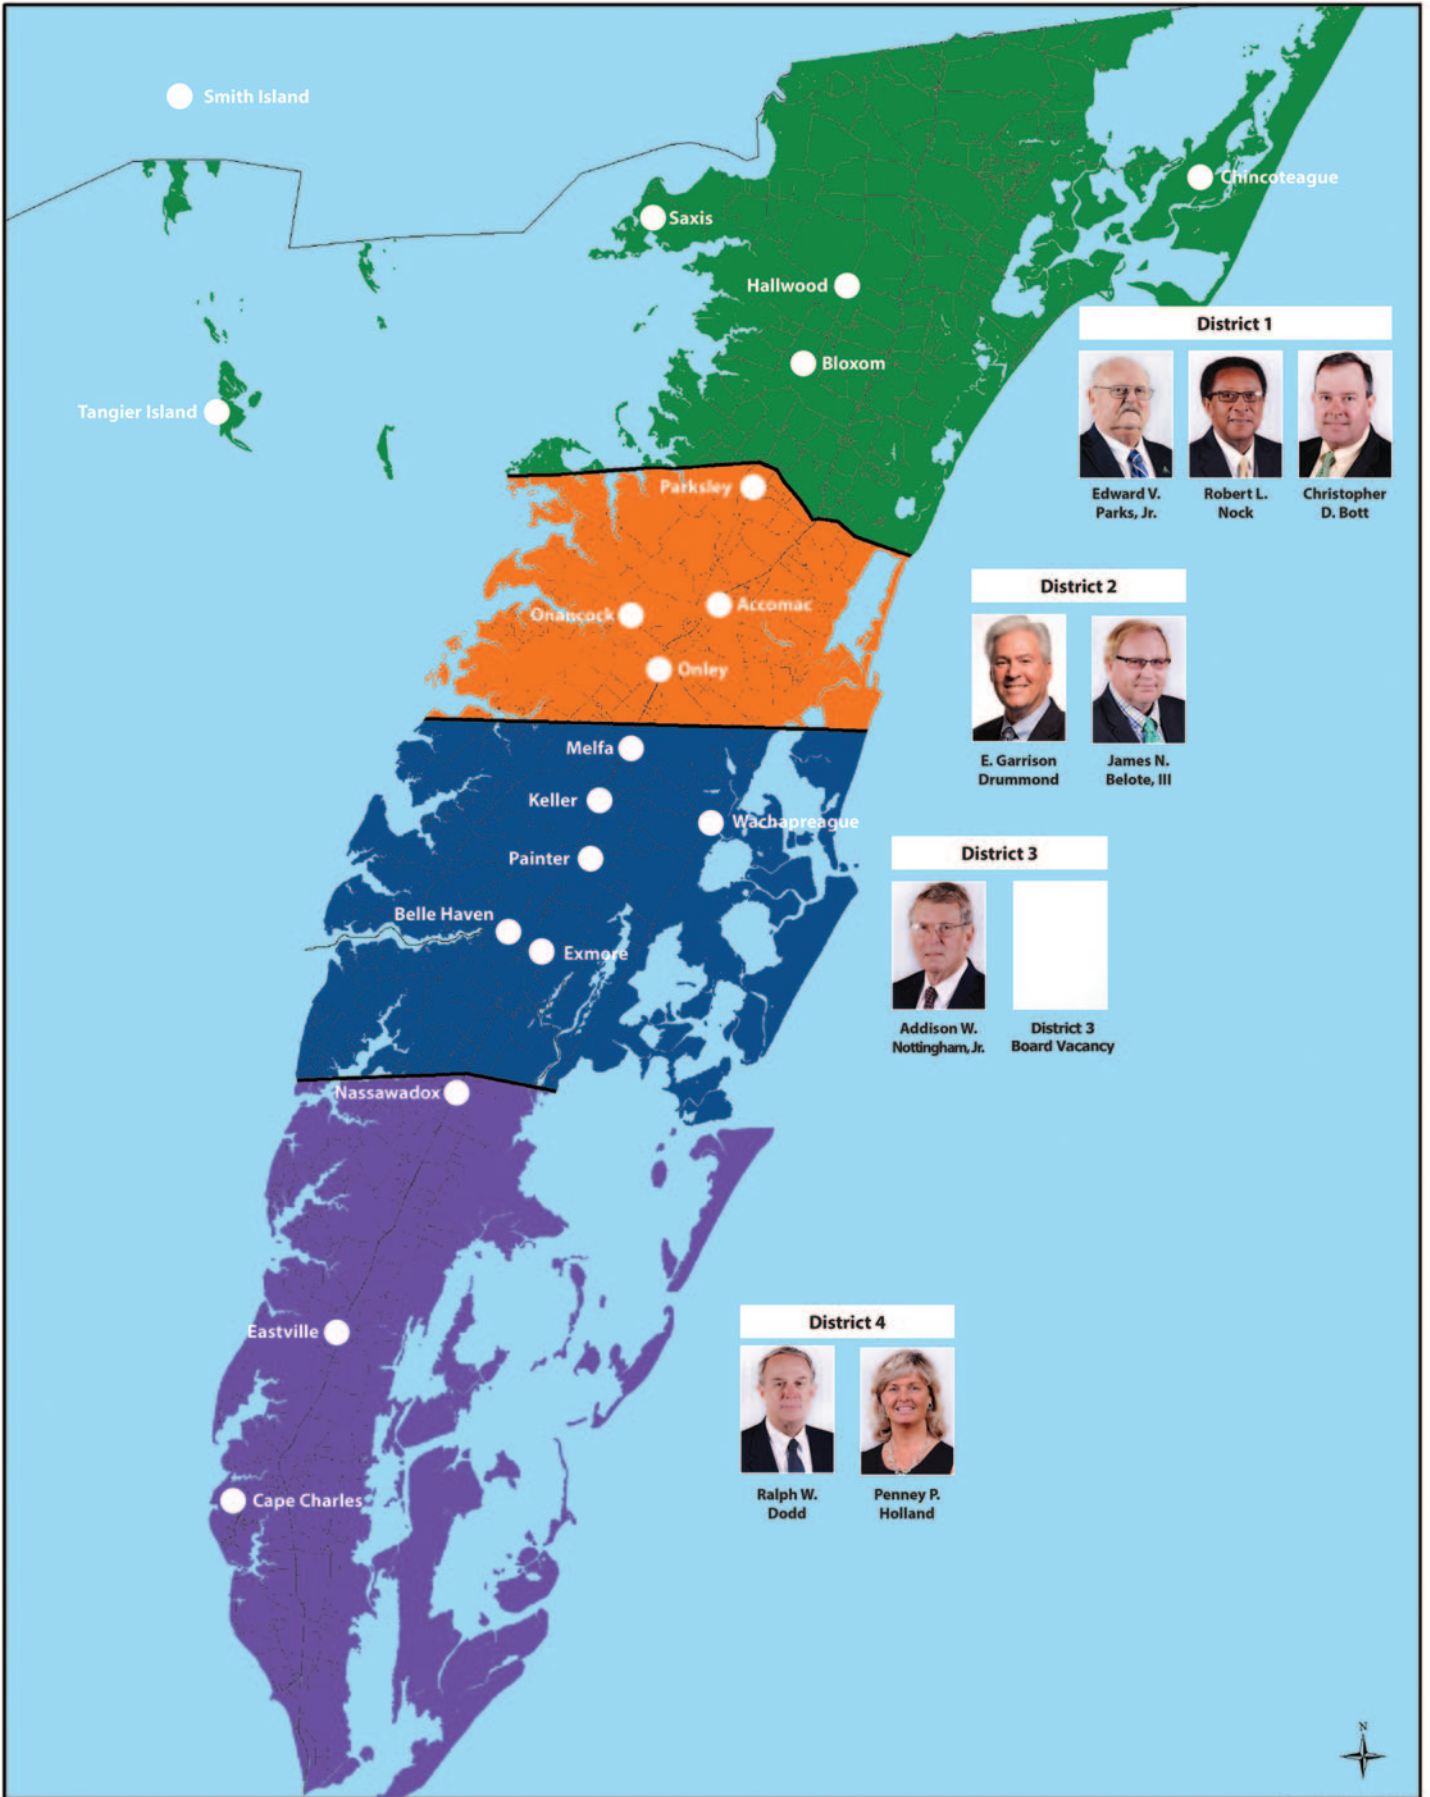 Smith Island
Chincoteague
Saxis
Hallwood
Bloxom
Tangier Island
District 1
Edward V.
Parks, Jr.
Robert L.
Nock
Christopher
D. Bott
Parksley
Onancock
Accomac
Onley
District 2
E. Garrison
Drummond
James N.
Belote, III
Melfa
Keller
Wachapreague
Painter
Belle Haven
Exmore
District 3
Addison W.
Nottingham, Jr.
District 3
Board Vacancy
Nassawadox
Eastville
Cape Charles
District 4
Ralph W.
Dodd
Penney P.
Holland
N